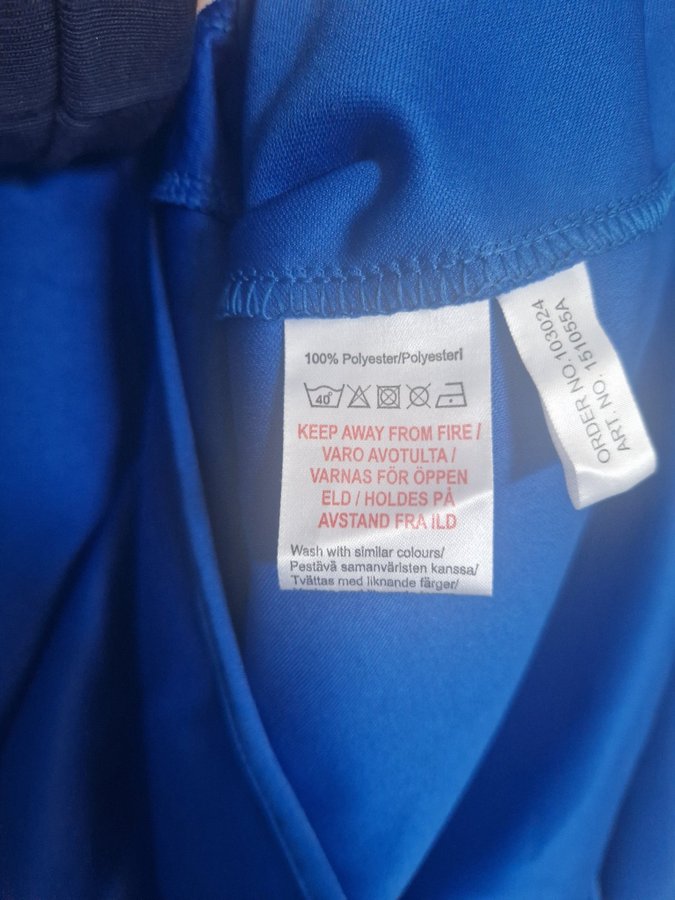 100% Polyester/Polyesteri
40°
KEEP AWAY FROM FIRE /
VARO AVOTULTA /
VARNAS FÖR ÖPPEN
ELD / HOLDES PÅ
AVSTAND FRA ILD
Wash with similar colours/
Pestävä samanväristen kanssa/
Tvättas med liknande färger/
ORDER NO.103024
ART. NO. 151055A